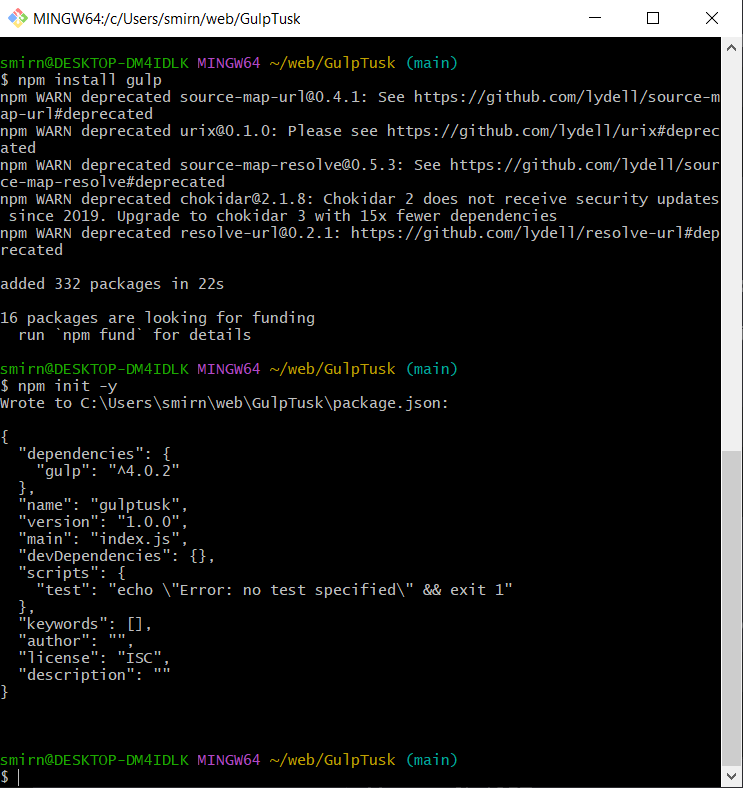 MINGW64:/c/Users/smirn/web/GulpTusk
smirn@DESKTOP-DM4IDLK MINGW64 ~/web/GulpTusk (main)
$ npm install gulp
npm WARN deprecated source-map-url@0.4.1: See https://github.com/lydell/source-m
ap-url#deprecated
npm WARN deprecated urix@0.1.0: Please see https://github.com/lydell/urix#deprec
ated
npm WARN deprecated source-map-resolve@0.5.3: See https://github.com/lydell/sour
ce-map-resolve#deprecated
npm WARN deprecated chokidar@2.1.8: Chokidar 2 does not receive security updates
 since 2019. Upgrade to chokidar 3 with 15x fewer dependencies
npm WARN deprecated resolve-url@0.2.1: https://github.com/lydell/resolve-url#dep
recated

added 332 packages in 22s

16 packages are looking for funding
  run `npm fund` for details

smirn@DESKTOP-DM4IDLK MINGW64 ~/web/GulpTusk (main)
$ npm init -y
Wrote to C:\Users\smirn\web\GulpTusk\package.json:

{
  "dependencies": {
    "gulp": "^4.0.2"
  },
  "name": "gulptusk",
  "version": "1.0.0",
  "main": "index.js",
  "devDependencies": {},
  "scripts": {
    "test": "echo \"Error: no test specified\" && exit 1"
  },
  "keywords": [],
  "author": "",
  "license": "ISC",
  "description": ""
}

smirn@DESKTOP-DM4IDLK MINGW64 ~/web/GulpTusk (main)
$